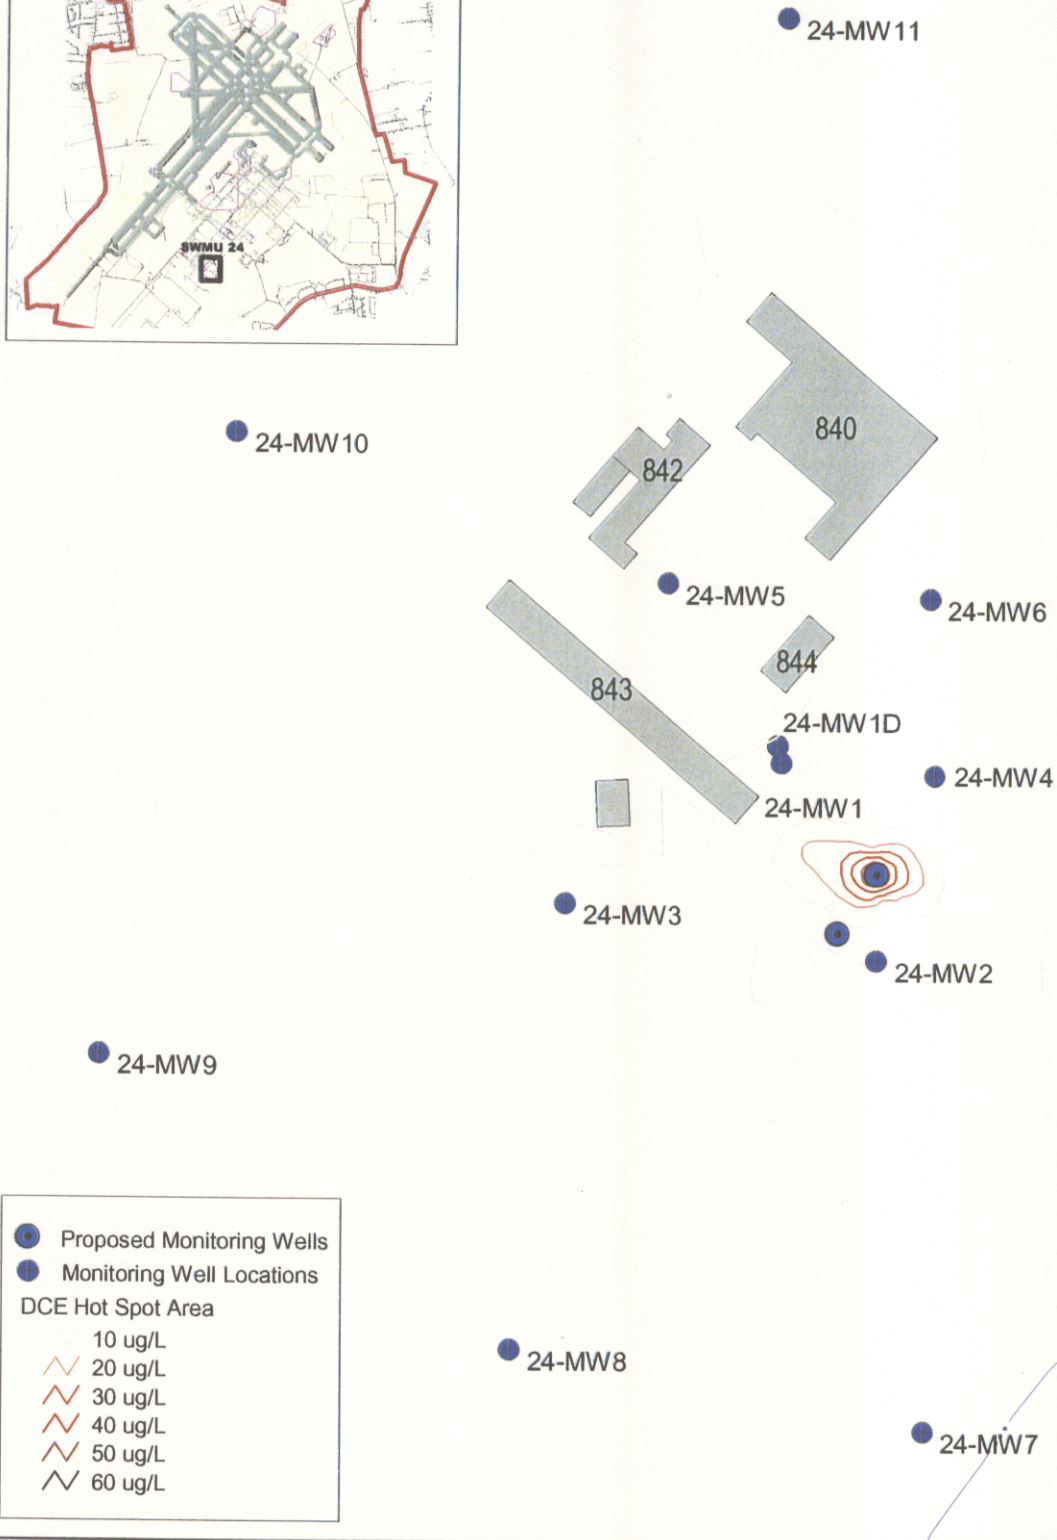 24-MW11
SWMU 24
24-MW10
840
842
24-MW5
24-MW6
844
843
24-MW1D
24-MW4
24-MW1
24-MW3
24-MW2
24-MW9
Proposed Monitoring Wells
Monitoring Well Locations
DCE Hot Spot Area
10 ug/L
20 ug/L
30 ug/L
40 ug/L
50 ug/L
60 ug/L
24-MW8
24-MW7